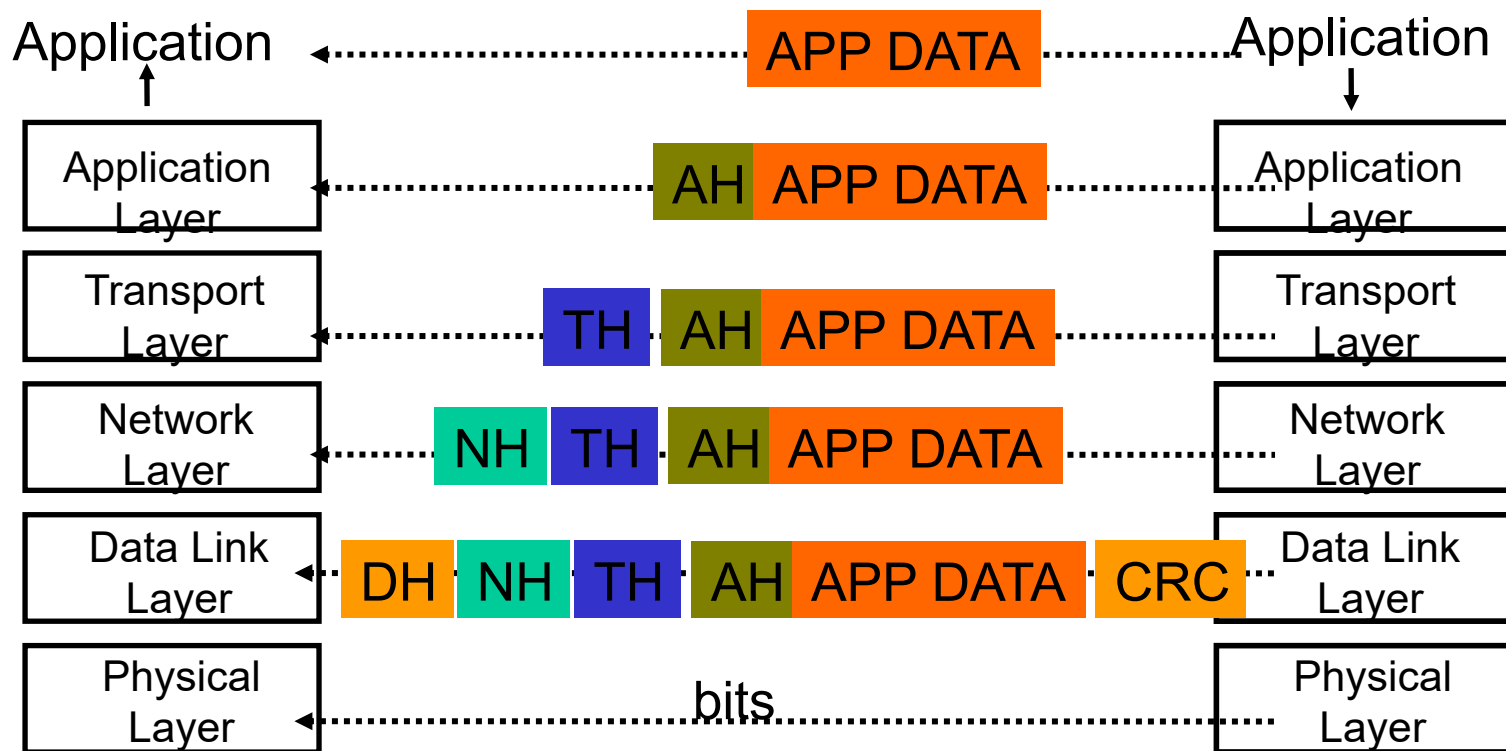 Application APP DATA Application
Application
Layer
AH APP DATA
Application
Layer
Transport
Layer
TH AH APP DATA
Transport
Layer
Network
Layer
NH TH AH APP DATA
Network
Layer
Data Link
Layer
DH NH TH AH APP DATA CRC
Data Link
Layer
Physical
Layer
bits
Physical
Layer